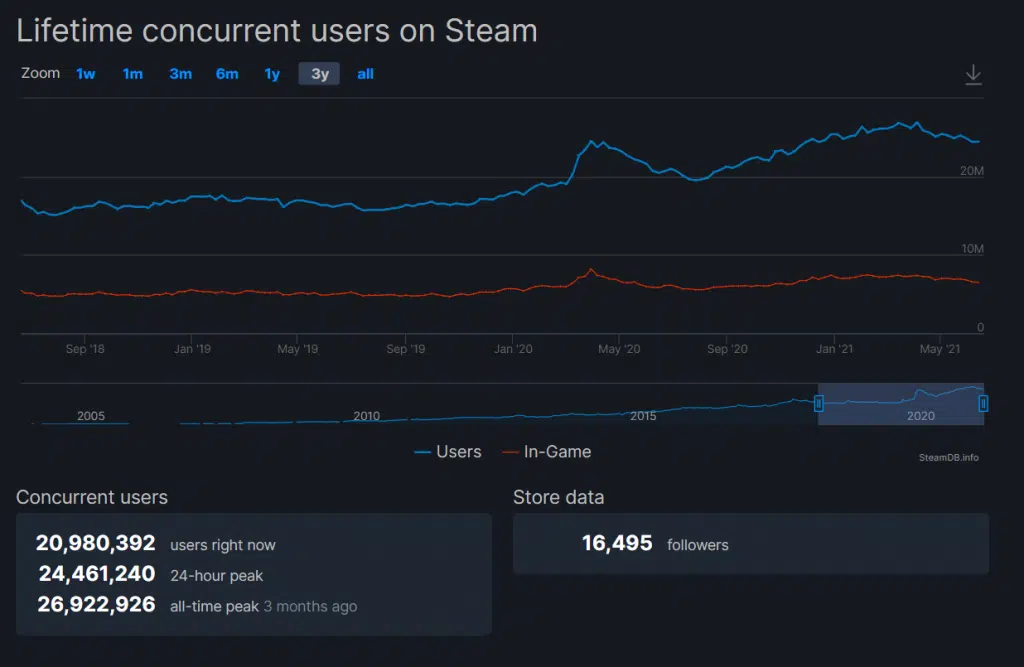 Lifetime concurrent users on Steam
Zoom 1w 1m 3m 6m 1y 3y all
20M
10M
0
Sep '18 Jan '19 May '19 Sep '19 Jan '20 May '20 Sep '20 Jan '21 May '21
2005 2010 2015 2020
Users In-Game
SteamDB.info
Concurrent users
20,980,392 users right now
24,461,240 24-hour peak
26,922,926 all-time peak 3 months ago
Store data
16,495 followers